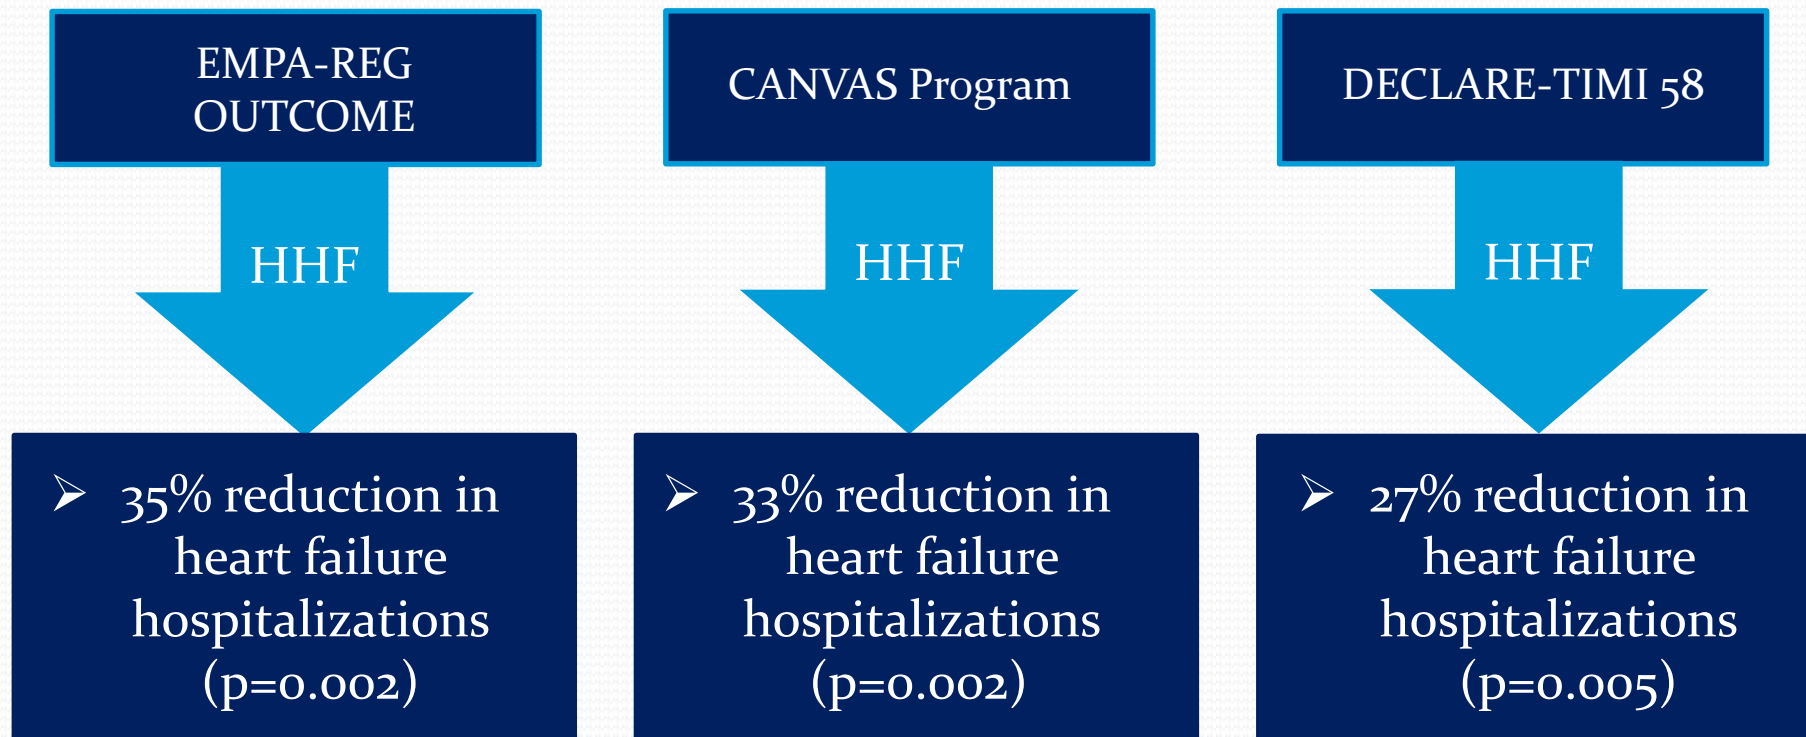 EMPA-REG
OUTCOME
CANVAS Program
DECLARE-TIMI 58
HHF
HHF
HHF
➢ 35% reduction in
heart failure
hospitalizations
(p=0.002)
➢ 33% reduction in
heart failure
hospitalizations
(p=0.002)
➢ 27% reduction in
heart failure
hospitalizations
(p=0.005)